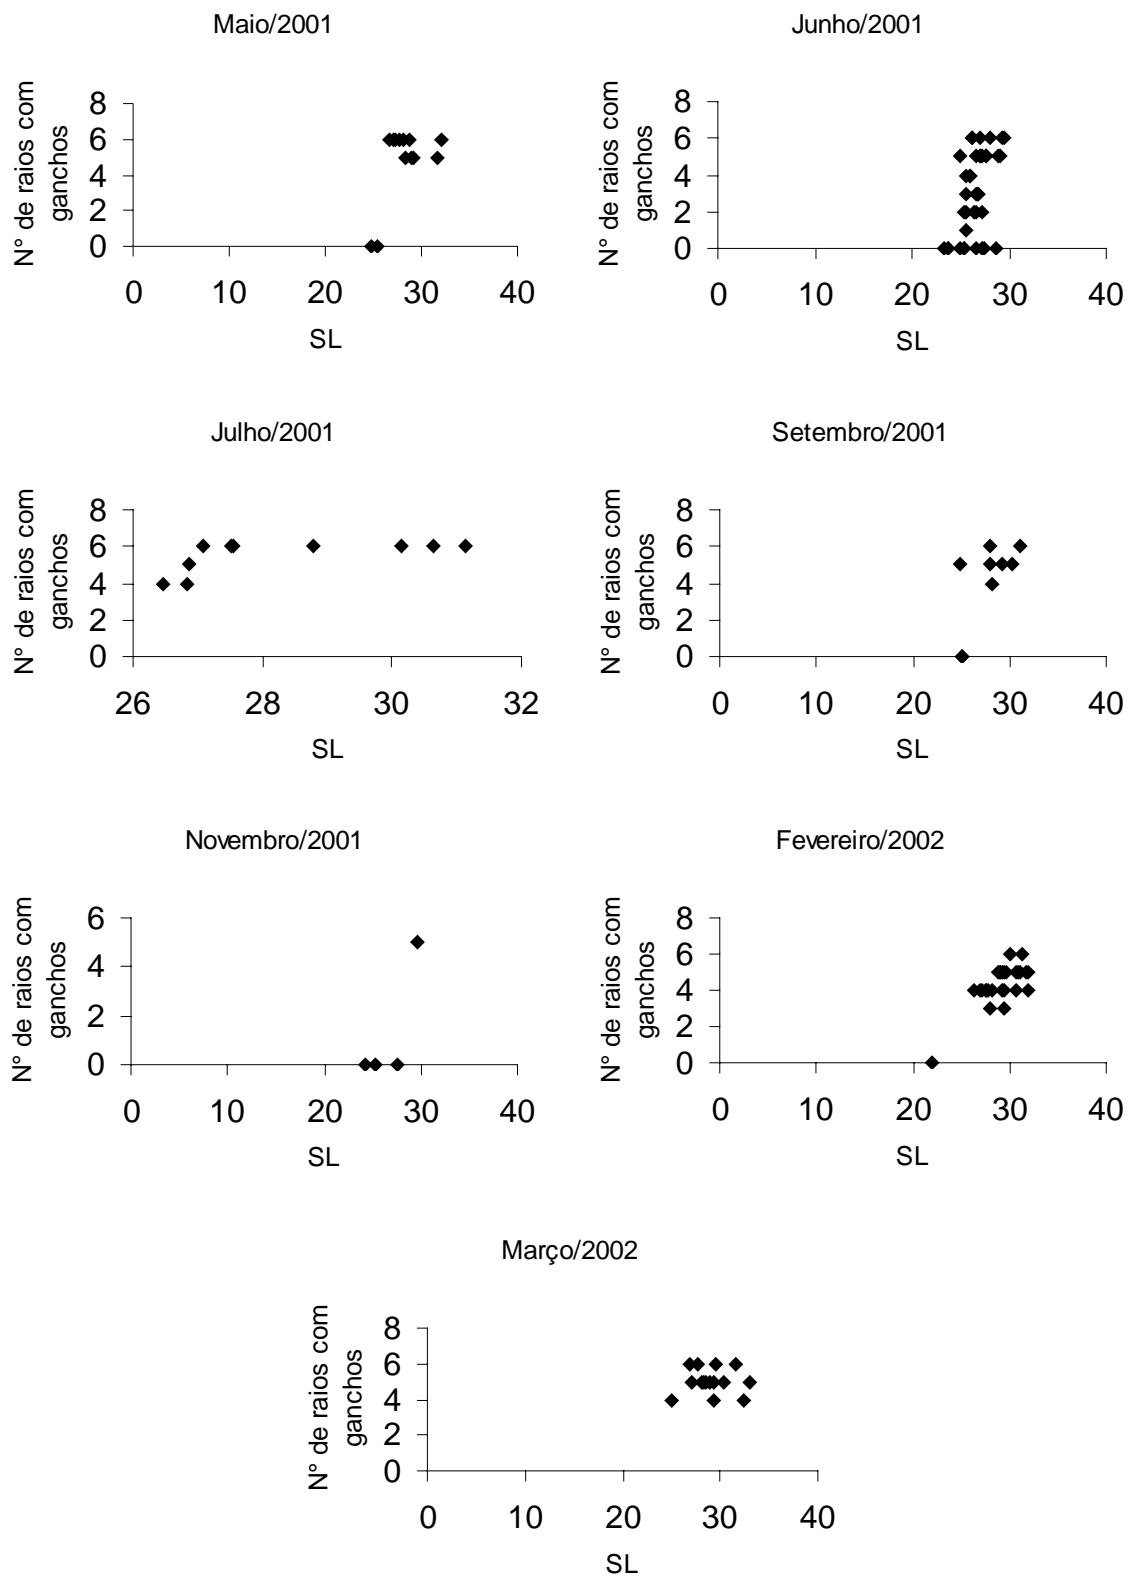 Maio/2001
N° de raios com
ganchos
8
6
4
2
0
0 10 20 30 40
SL
Junho/2001
N° de raios com
ganchos
8
6
4
2
0
0 10 20 30 40
SL
Julho/2001
N° de raios com
ganchos
8
6
4
2
0
26 28 30 32
SL
Setembro/2001
N° de raios com
ganchos
8
6
4
2
0
0 10 20 30 40
SL
Novembro/2001
N° de raios com
ganchos
6
4
2
0
0 10 20 30 40
SL
Fevereiro/2002
N° de raios com
ganchos
8
6
4
2
0
0 10 20 30 40
SL
Março/2002
N° de raios com
ganchos
8
6
4
2
0
0 10 20 30 40
SL